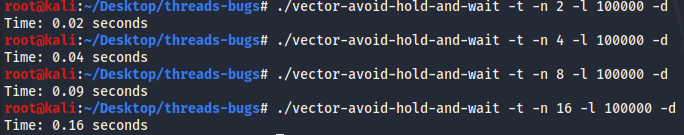 root@kali:~/Desktop/threads-bugs# ./vector-avoid-hold-and-wait -t -n 2 -l 100000 -d
Time: 0.02 seconds
root@kali:~/Desktop/threads-bugs# ./vector-avoid-hold-and-wait -t -n 4 -l 100000 -d
Time: 0.04 seconds
root@kali:~/Desktop/threads-bugs# ./vector-avoid-hold-and-wait -t -n 8 -l 100000 -d
Time: 0.09 seconds
root@kali:~/Desktop/threads-bugs# ./vector-avoid-hold-and-wait -t -n 16 -l 100000 -d
Time: 0.16 seconds